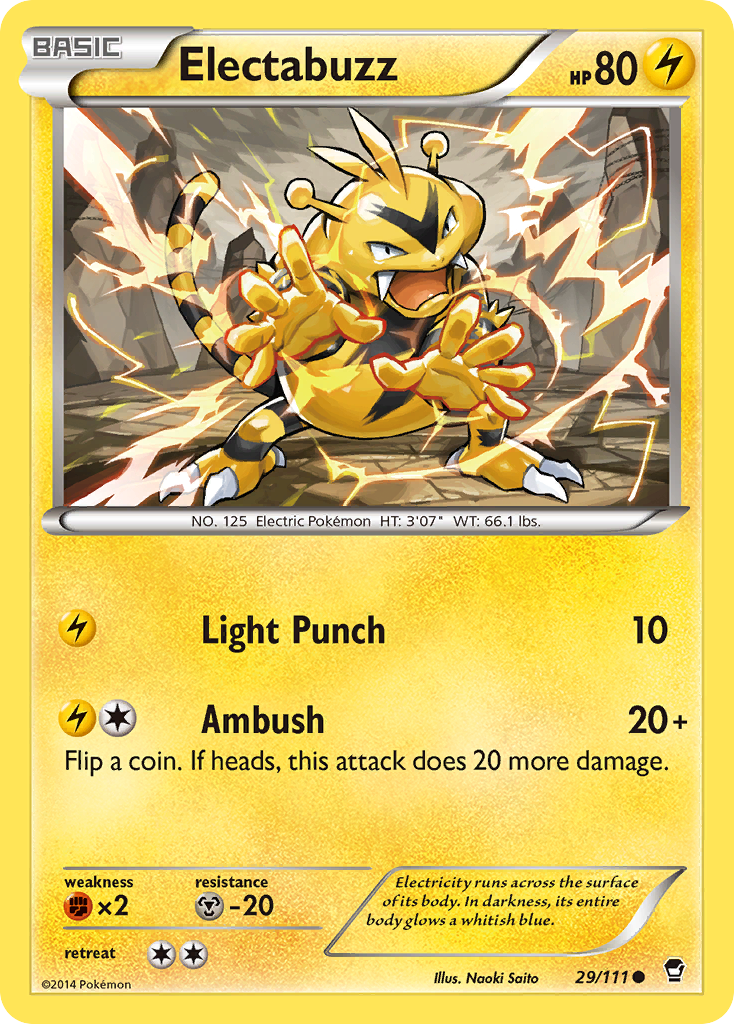 BASIC
Electabuzz
HP 80
NO. 125 Electric Pokémon HT: 3'07" WT: 66.1 lbs.
Light Punch 10
Ambush 20+
Flip a coin. If heads, this attack does 20 more damage.
weakness resistance
×2 -20
Electricity runs across the surface
of its body. In darkness, its entire
body glows a whitish blue.
retreat
©2014 Pokémon Illus. Naoki Saito 29/111